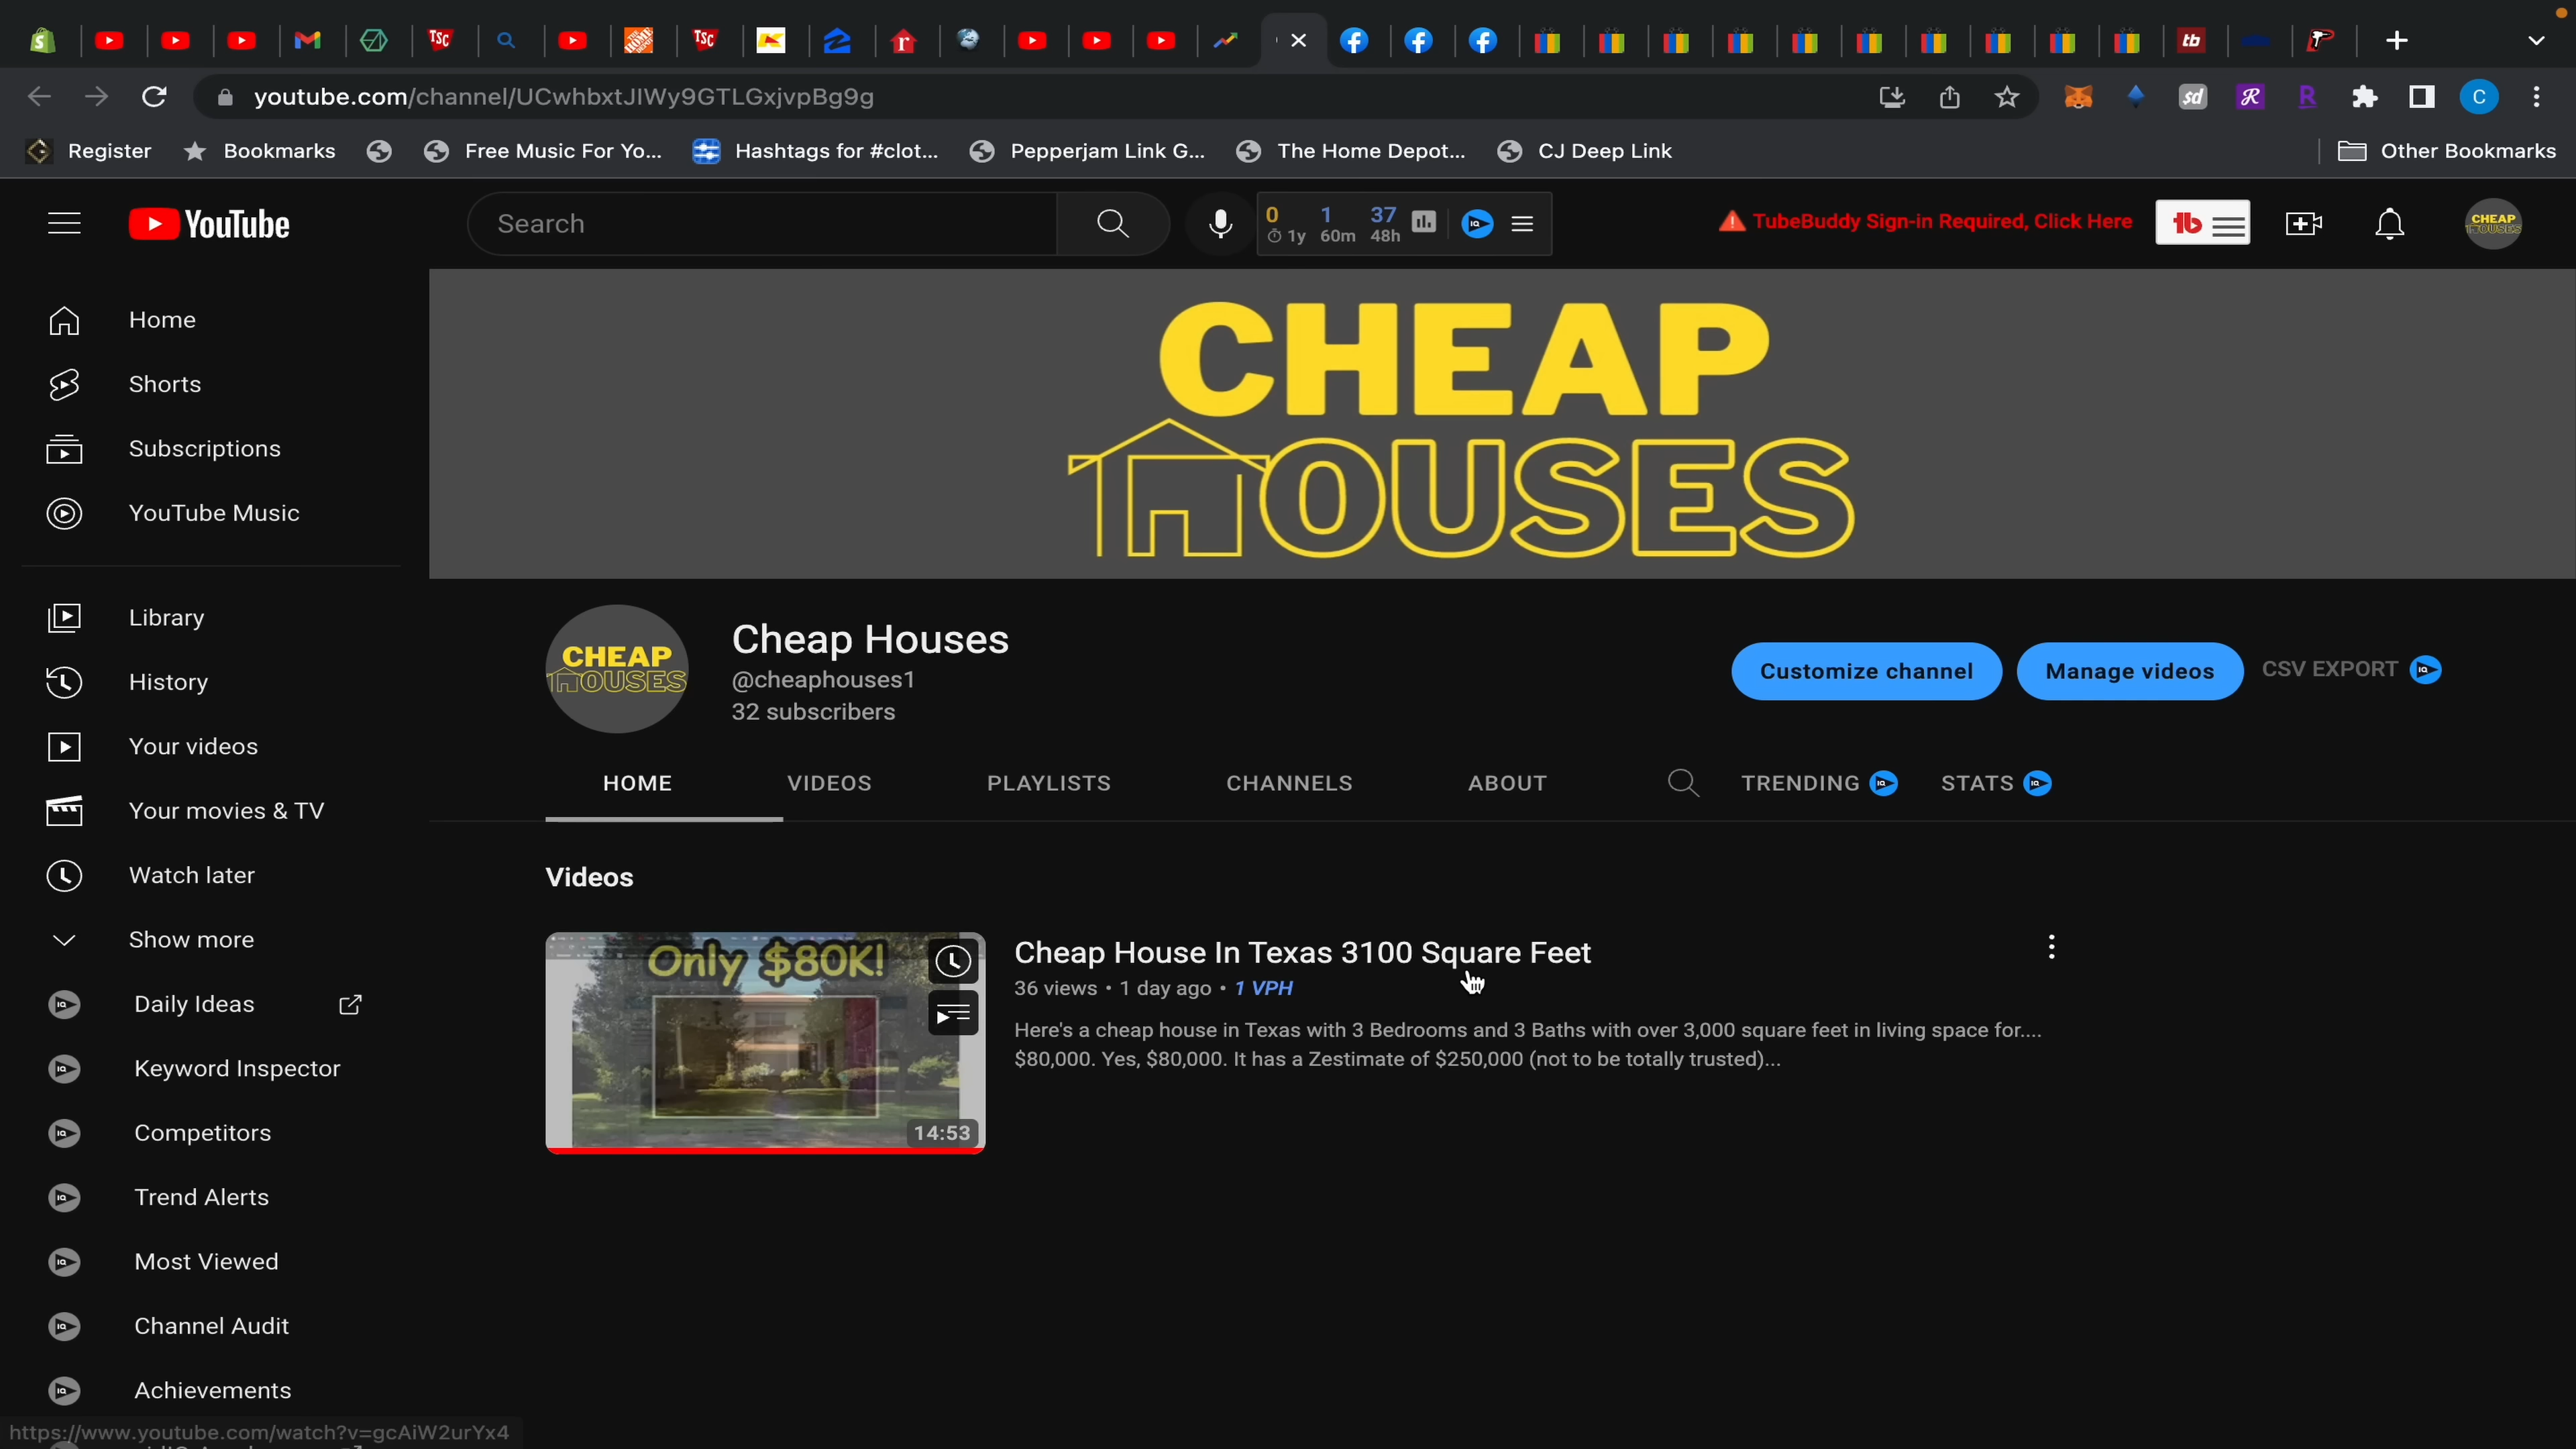 youtube.com/channel/UCwhbxtJIWy9GTLGxjvpBg9g
Register
Bookmarks
Free Music For Yo...
Hashtags for #clot...
Pepperjam Link G...
The Home Depot...
CJ Deep Link
Other Bookmarks
YouTube
Search
0 1 37
1y 60m 48h
TubeBuddy Sign-in Required, Click Here
tb
CHEAP
HOUSES
Home
Shorts
Subscriptions
YouTube Music
Library
History
Your videos
Your movies & TV
Watch later
Show more
Daily Ideas
Keyword Inspector
Competitors
Trend Alerts
Most Viewed
Channel Audit
Achievements
CHEAP
HOUSES
CHEAP
HOUSES
Cheap Houses
@cheaphouses1
32 subscribers
Customize channel
Manage videos
CSV EXPORT
HOME
VIDEOS
PLAYLISTS
CHANNELS
ABOUT
TRENDING
STATS
Videos
Only $80K!
14:53
Cheap House In Texas 3100 Square Feet
36 views • 1 day ago • 1 VPH
Here's a cheap house in Texas with 3 Bedrooms and 3 Baths with over 3,000 square feet in living space for....
$80,000. Yes, $80,000. It has a Zestimate of $250,000 (not to be totally trusted)...
https://www.youtube.com/watch?v=gcAiW2urYx4